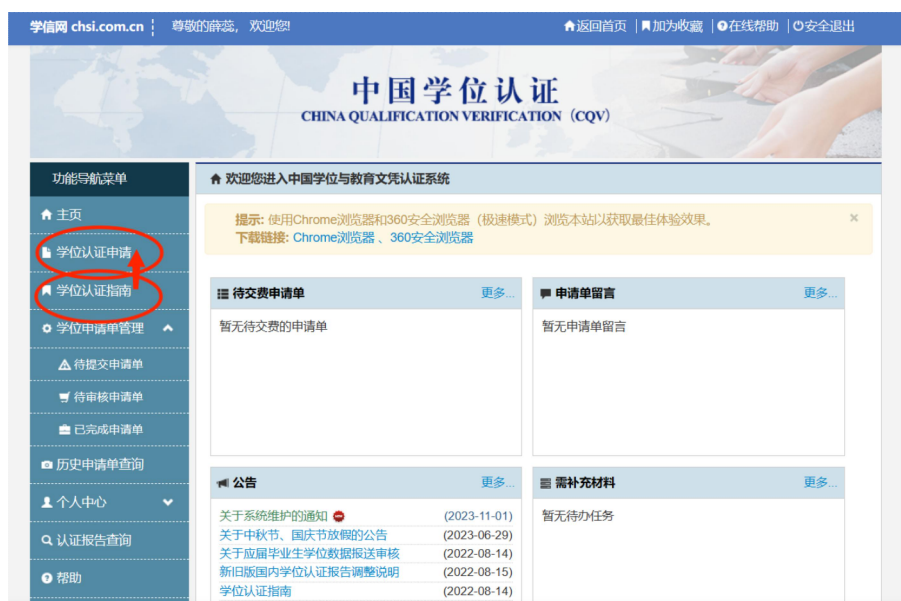 学信网 chsi.com.cn ¦ 尊敬的薛蕊，欢迎您!
返回首页 | 加为收藏 | 在线帮助 | 安全退出
中国学位认证
CHINA QUALIFICATION VERIFICATION（CQV）
功能导航菜单
主页
学位认证申请
学位认证指南
学位申请单管理
待提交申请单
待审核申请单
已完成申请单
历史申请单查询
个人中心
认证报告查询
帮助
欢迎您进入中国学位与教育文凭认证系统
提示: 使用Chrome浏览器和360安全浏览器（极速模式）浏览本站以获取最佳体验效果。 ×
下载链接: Chrome浏览器 、360安全浏览器
待交费申请单 更多...
暂无待交费的申请单
申请单留言 更多...
暂无申请单留言
公告 更多...
关于系统维护的通知 (2023-11-01)
关于中秋节、国庆节放假的公告 (2023-06-29)
关于应届毕业生学位数据报送审核 (2022-08-14)
新旧版国内学位认证报告调整说明 (2022-08-15)
学位认证指南 (2022-08-14)
需补充材料 更多...
暂无待办任务